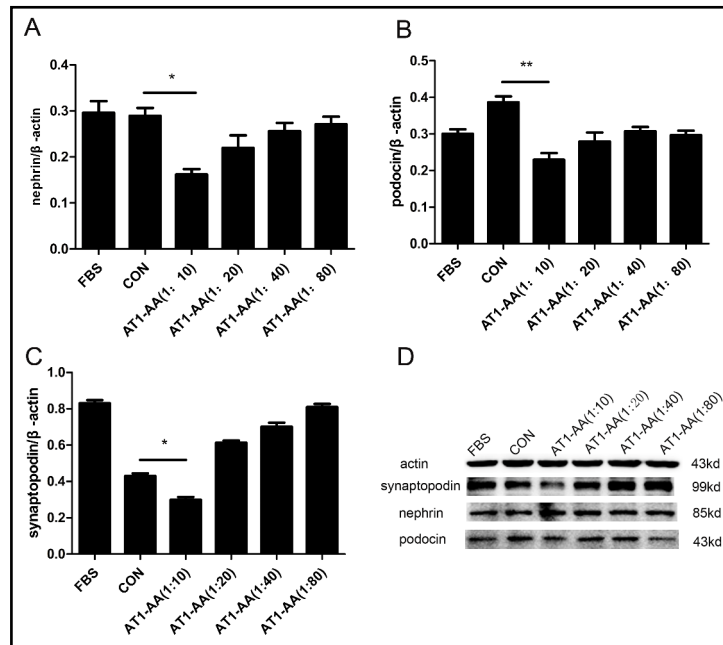 A
nephrin/β -actin
0.4
0.3
0.2
0.1
0.0
*
FBS
CON
AT1-AA(1: 10)
AT1-AA(1: 20)
AT1-AA(1: 40)
AT1-AA(1: 80)
B
podocin/β -actin
0.5
0.4
0.3
0.2
0.1
0.0
**
FBS
CON
AT1-AA(1: 10)
AT1-AA(1: 20)
AT1-AA(1: 40)
AT1-AA(1: 80)
C
synaptopodin/β -actin
1.0
0.8
0.6
0.4
0.2
0.0
*
FBS
CON
AT1-AA(1:10)
AT1-AA(1:20)
AT1-AA(1:40)
AT1-AA(1:80)
D
FBS CON AT1-AA(1:10) AT1-AA(1:20) AT1-AA(1:40) AT1-AA(1:80)
actin 43kd
synaptopodin 99kd
nephrin 85kd
podocin 43kd